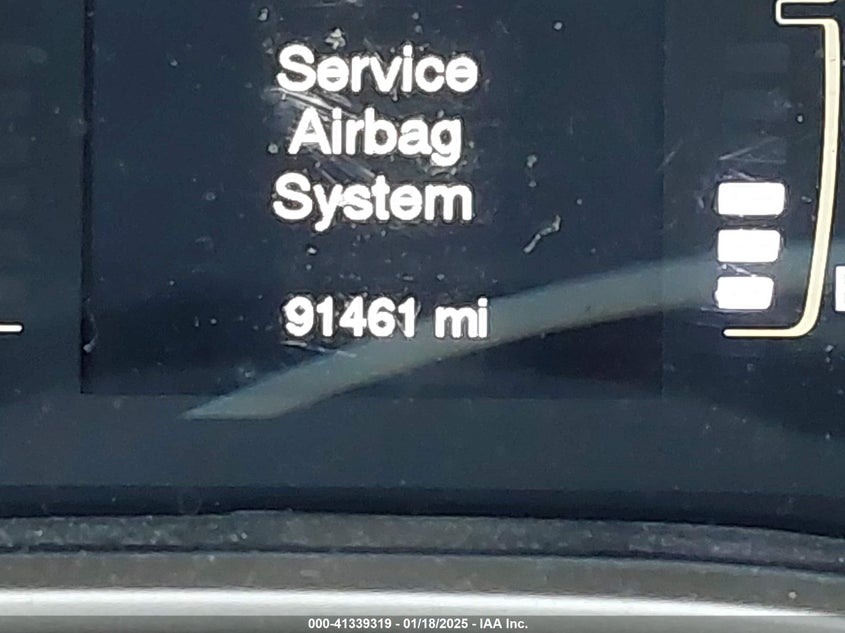 Service
Airbag
System
91461 mi
000-41339319 - 01/18/2025 - IAA Inc.